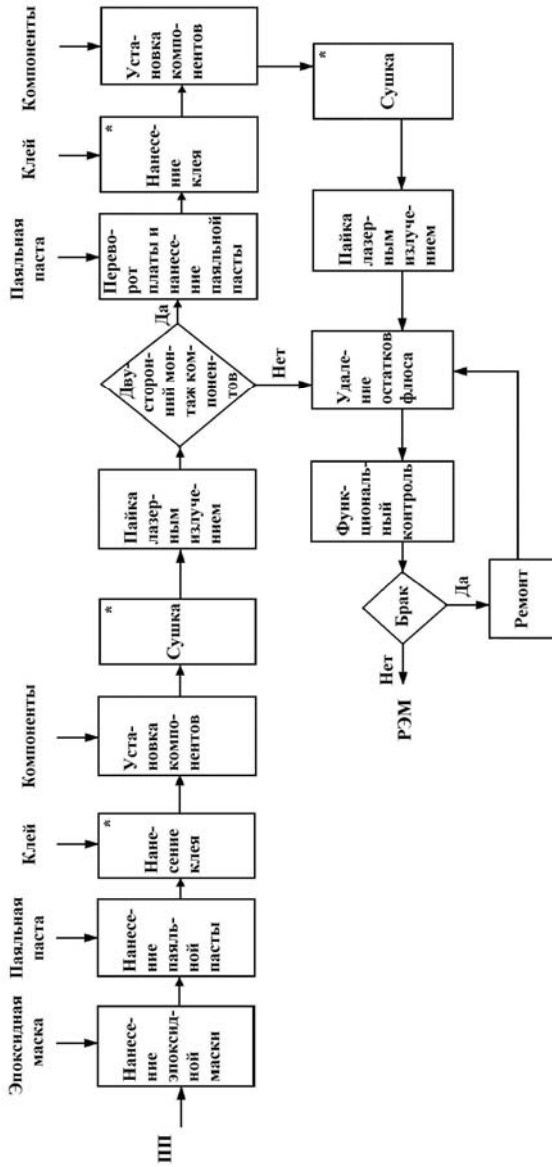 ПП
Эпоксидная
маска
Нанесе-
ние
эпоксид-
ной
маски
Паяльная
паста
Нанесе-
ние
паяль-
ной
пасты
Клей
*
Нане-
сение
клея
Компоненты
Уста-
новка
компо-
нентов
*
Сушка
Пайка
лазер-
ным
излуче-
нием
Дву-
сторон-
ний мон-
таж ком-
понен-
тов
Да
Нет
Паяльная
паста
Перево-
рот
платы и
нанесе-
ние
паяльной
пасты
Клей
*
Нанесе-
ние
клея
Компоненты
Уста-
новка
компо-
нентов
*
Сушка
Пайка
лазер-
ным
излуче-
нием
Удале-
ние
остатков
флюса
Функ-
циональ-
ный
контроль
Брак
Нет
РЭМ
Да
Ремонт